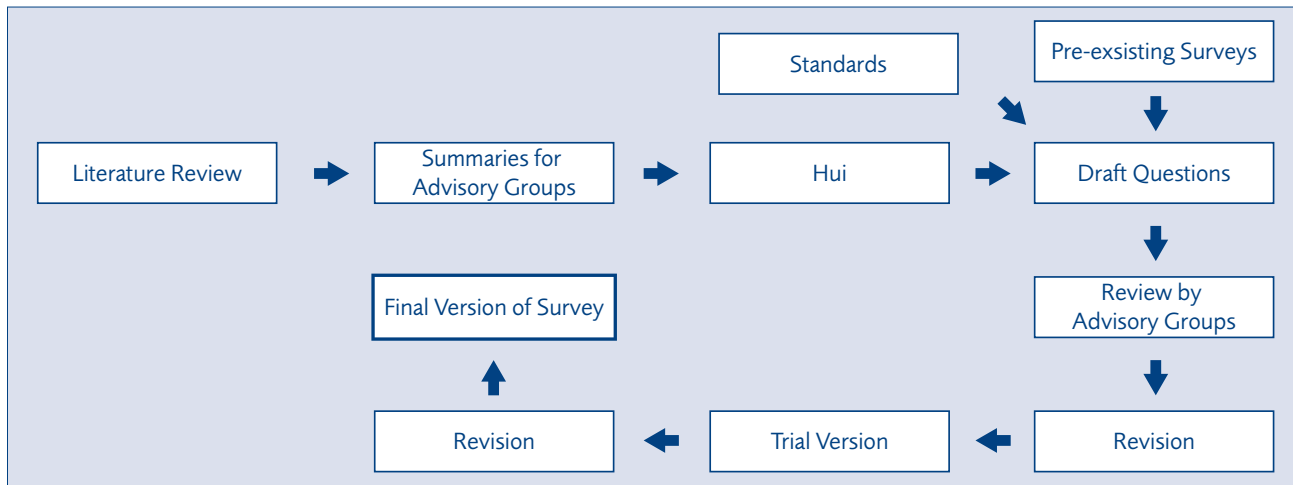 Standards
Pre-exsisting Surveys
Literature Review
Summaries for
Advisory Groups
Hui
Draft Questions
Final Version of Survey
Review by
Advisory Groups
Revision
Trial Version
Revision